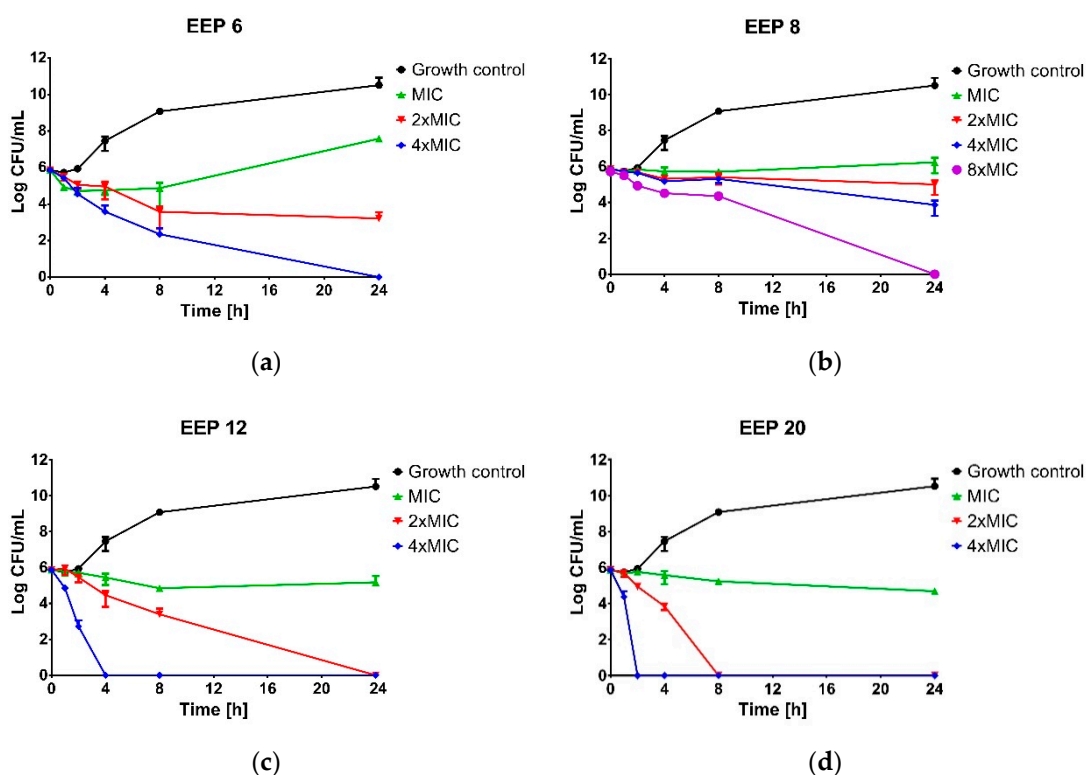 EEP 6
Log CFU/mL
12
10
8
6
4
2
0
0 4 8 12 16 20 24
Time [h]
Growth control
MIC
2xMIC
4xMIC
(a)
EEP 8
Log CFU/mL
12
10
8
6
4
2
0
0 4 8 12 16 20 24
Time [h]
Growth control
MIC
2xMIC
4xMIC
8xMIC
(b)
EEP 12
Log CFU/mL
12
10
8
6
4
2
0
0 4 8 12 16 20 24
Time [h]
Growth control
MIC
2xMIC
4xMIC
(c)
EEP 20
Log CFU/mL
12
10
8
6
4
2
0
0 4 8 12 16 20 24
Time [h]
Growth control
MIC
2xMIC
4xMIC
(d)